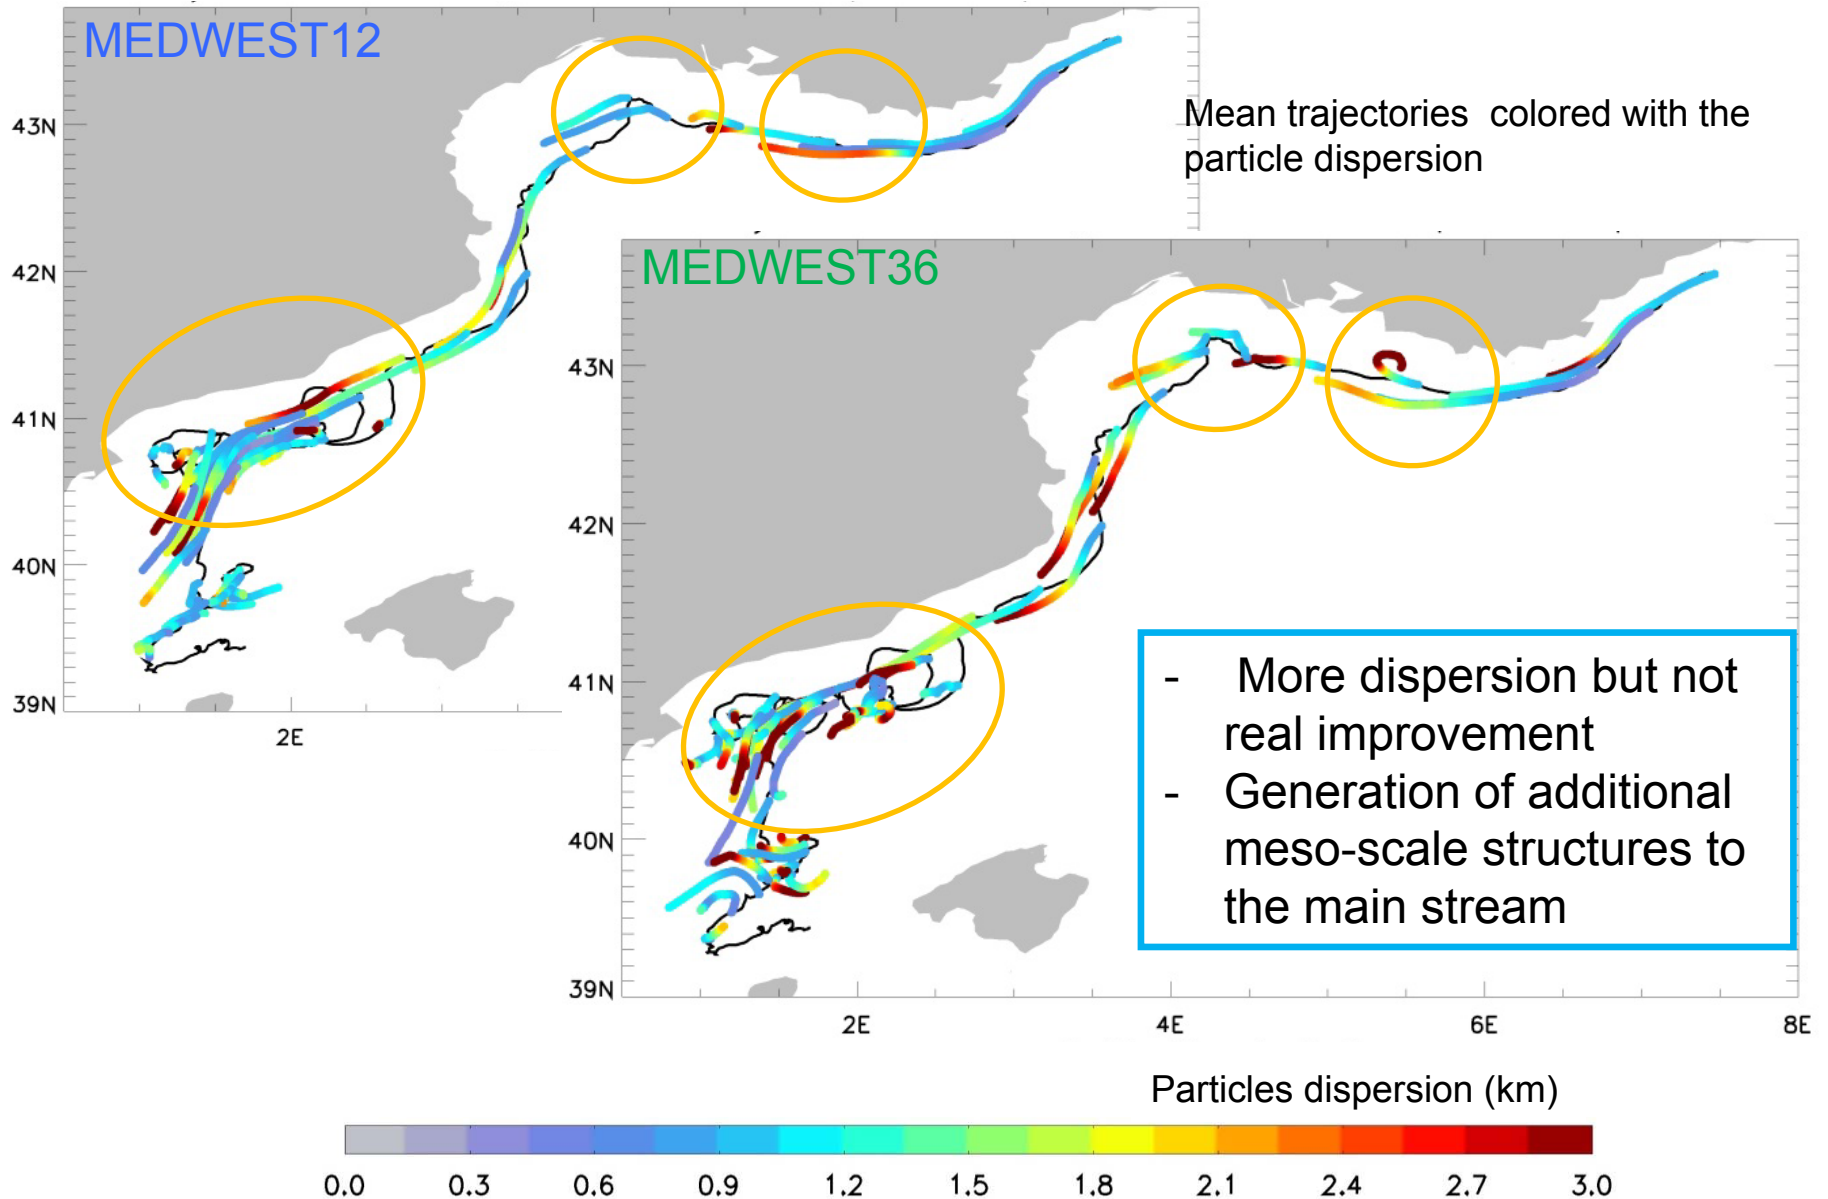 MEDWEST12
43N
42N
41N
40N
39N
2E
Mean trajectories colored with the
particle dispersion
MEDWEST36
43N
42N
41N
40N
39N
2E
4E
6E
8E
- More dispersion but not
real improvement
- Generation of additional
meso-scale structures to
the main stream
Particles dispersion (km)
0.0 0.3 0.6 0.9 1.2 1.5 1.8 2.1 2.4 2.7 3.0